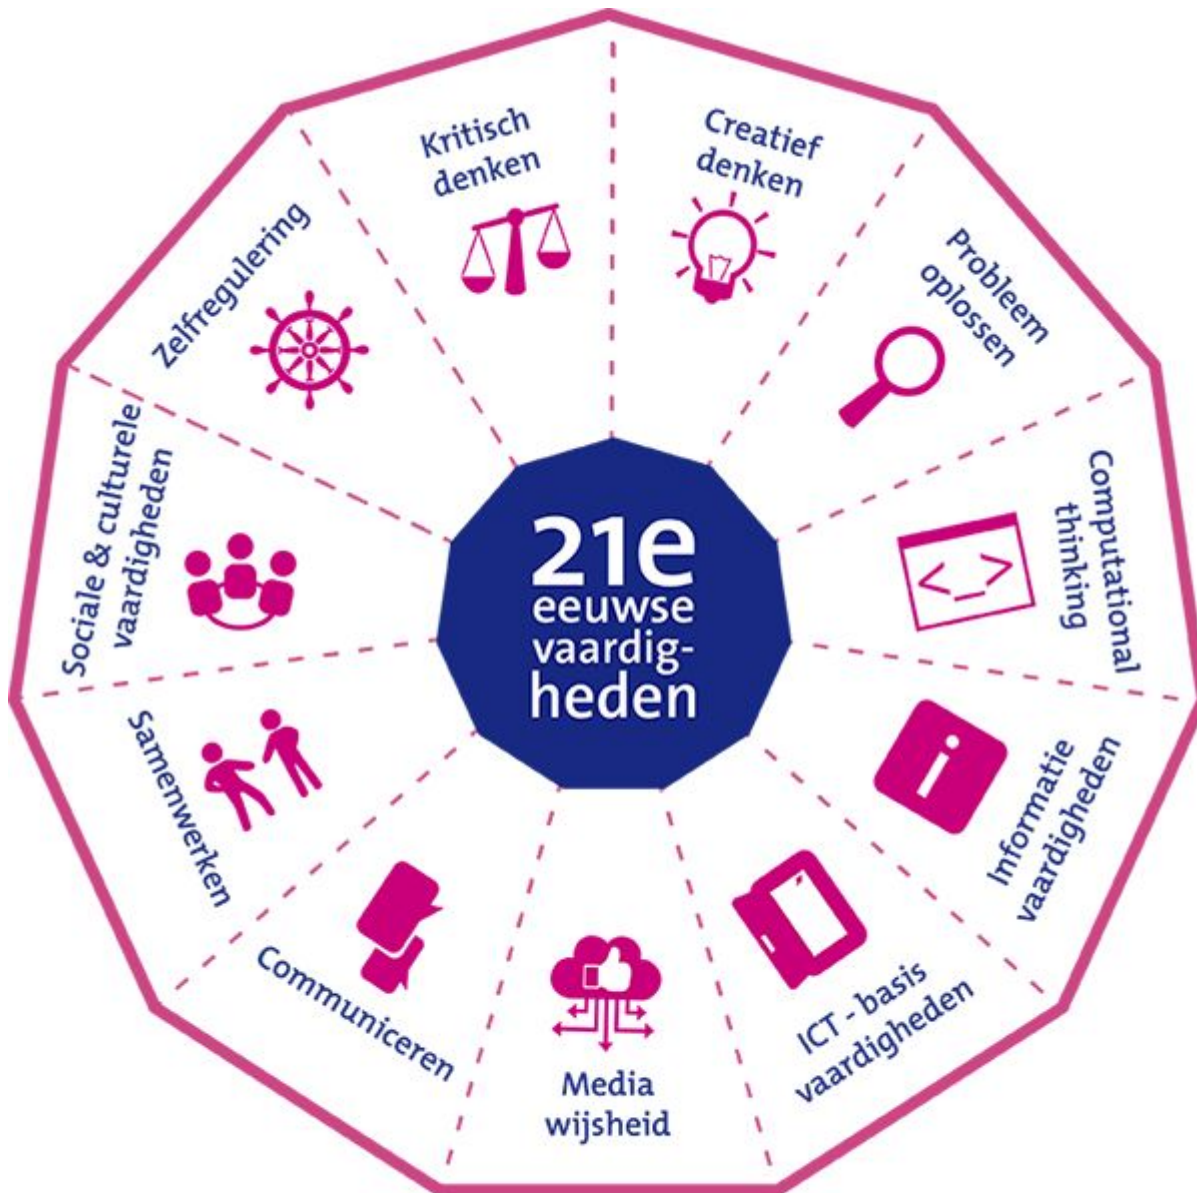 21e
eeuwse
vaardig-
heden
Kritisch
denken
Creatief
denken
Probleem
oplossen
Computational
thinking
Informatie
vaardigheden
ICT - basis
vaardigheden
Media
wijsheid
Communiceren
Samenwerken
Sociale & culturele
vaardigheden
Zelfregulering